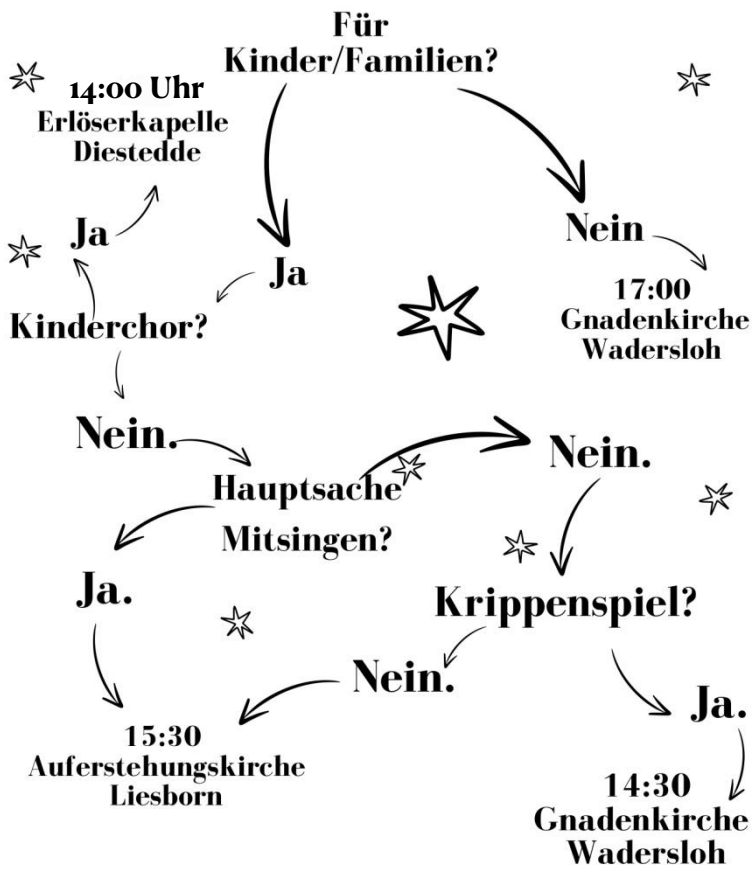 Für
Kinder/Familien?
14:00 Uhr
Erlöserkapelle
Diestedde
Ja
Nein
Ja
17:00
Gnadenkirche
Wadersloh
Kinderchor?
Nein.
Nein.
Hauptsache
Mitsingen?
Ja.
Krippenspiel?
Nein.
Ja.
15:30
Auferstehungskirche
Liesborn
14:30
Gnadenkirche
Wadersloh